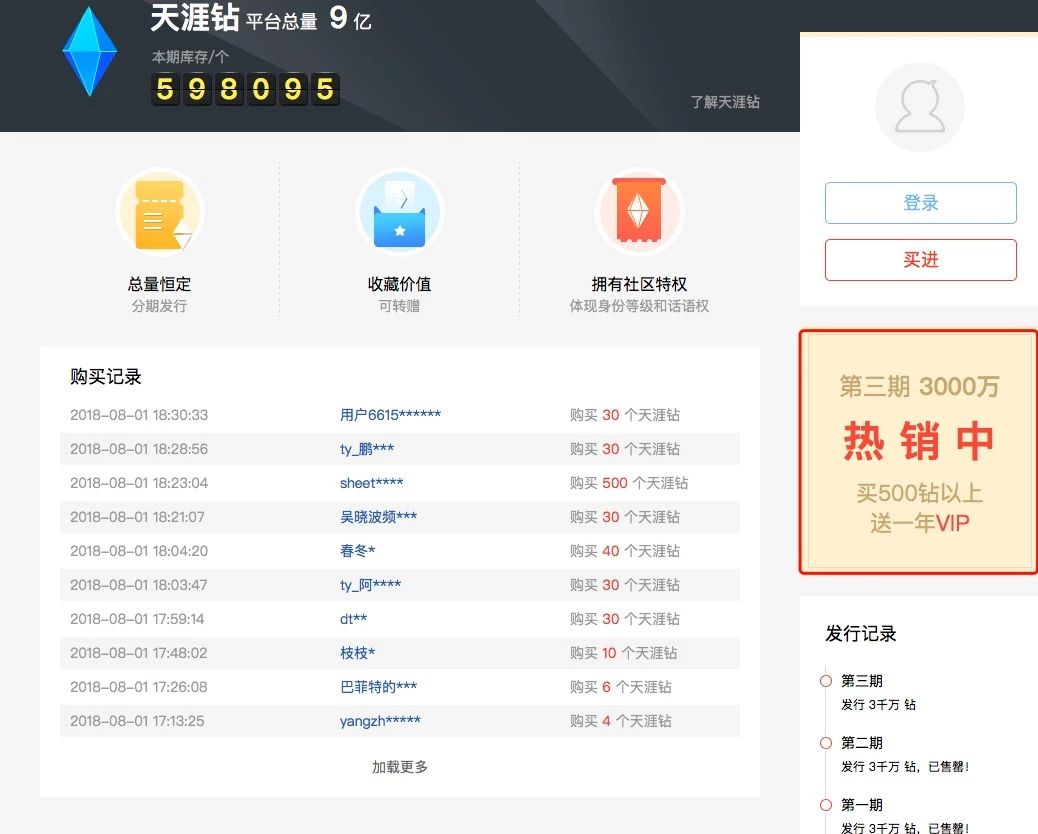 天涯钻 平台总量 9 亿
本期库存/个
598095
了解天涯钻
登录
买进
总量恒定
分期发行
收藏价值
可转赠
拥有社区特权
体现身份等级和话语权
购买记录
2018-08-01 18:30:33 用户6615****** 购买 30 个天涯钻
2018-08-01 18:28:56 ty_鹏*** 购买 30 个天涯钻
2018-08-01 18:23:04 sheet**** 购买 500 个天涯钻
2018-08-01 18:21:07 吴晓波频*** 购买 30 个天涯钻
2018-08-01 18:04:20 春冬* 购买 40 个天涯钻
2018-08-01 18:03:47 ty_阿**** 购买 30 个天涯钻
2018-08-01 17:59:14 dt** 购买 30 个天涯钻
2018-08-01 17:48:02 枝枝* 购买 10 个天涯钻
2018-08-01 17:26:08 巴菲特的*** 购买 6 个天涯钻
2018-08-01 17:13:25 yangzh***** 购买 4 个天涯钻
加载更多
第三期 3000万
热销中
买500钻以上
送一年VIP
发行记录
第三期
发行 3千万 钻
第二期
发行 3千万 钻，已售罄!
第一期
发行 3千万 钻，已售罄!